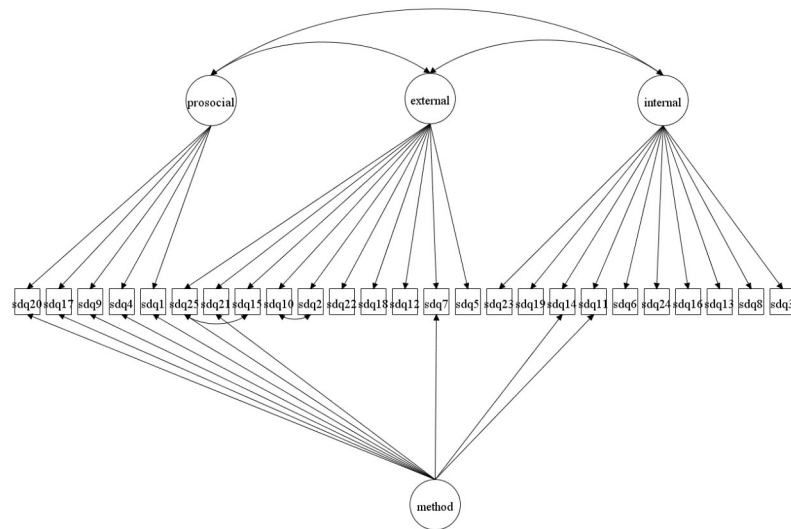 prosocial
external
internal
sdq20 sdq17 sdq9 sdq4 sdq1 sdq25 sdq21 sdq15 sdq10 sdq2 sdq22 sdq18 sdq12 sdq7 sdq5 sdq23 sdq19 sdq14 sdq11 sdq6 sdq24 sdq16 sdq13 sdq8 sdq3
method